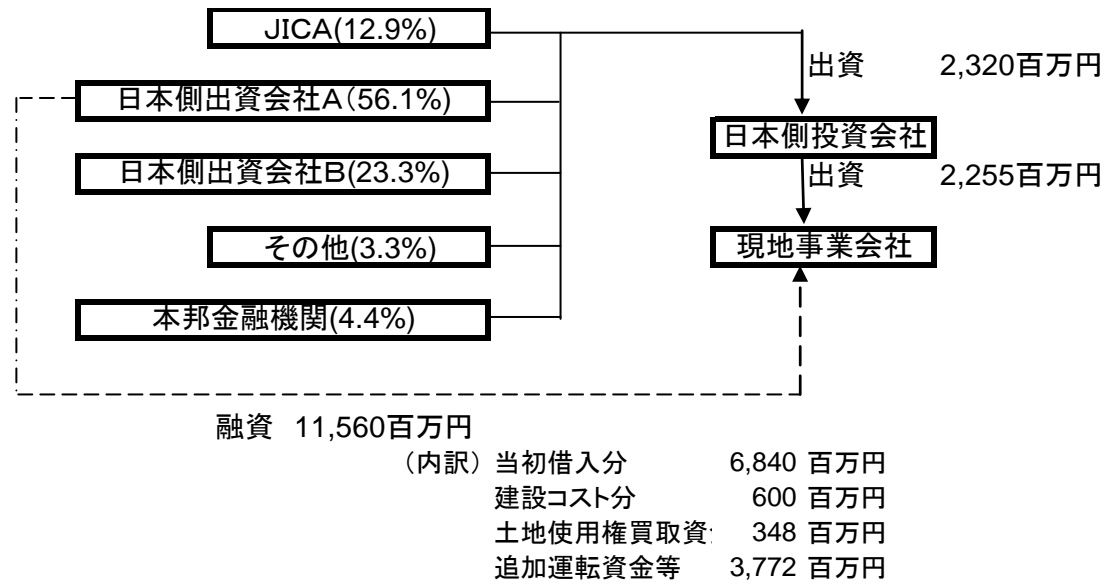 JICA(12.9%)
出資 2,320百万円
日本側出資会社A(56.1%)
日本側投資会社
日本側出資会社B(23.3%)
出資 2,255百万円
その他(3.3%)
現地事業会社
本邦金融機関(4.4%)
融資 11,560百万円
(内訳) 当初借入分 6,840 百万円
建設コスト分 600 百万円
土地使用権買取資 348 百万円
追加運転資金等 3,772 百万円